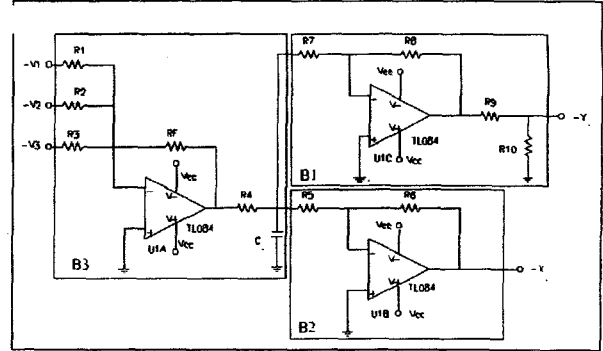 R1
-V1
R2
-V2
R3
-V3
RF
Vee
V-
V+
TL084
U1A
Vcc
B3
R4
C
R7
R8
Vee
V-
V+
TL084
U1C
Vcc
R9
R10
-Y
B1
R5
R6
Vee
V-
V+
TL084
U1B
Vcc
-X
B2